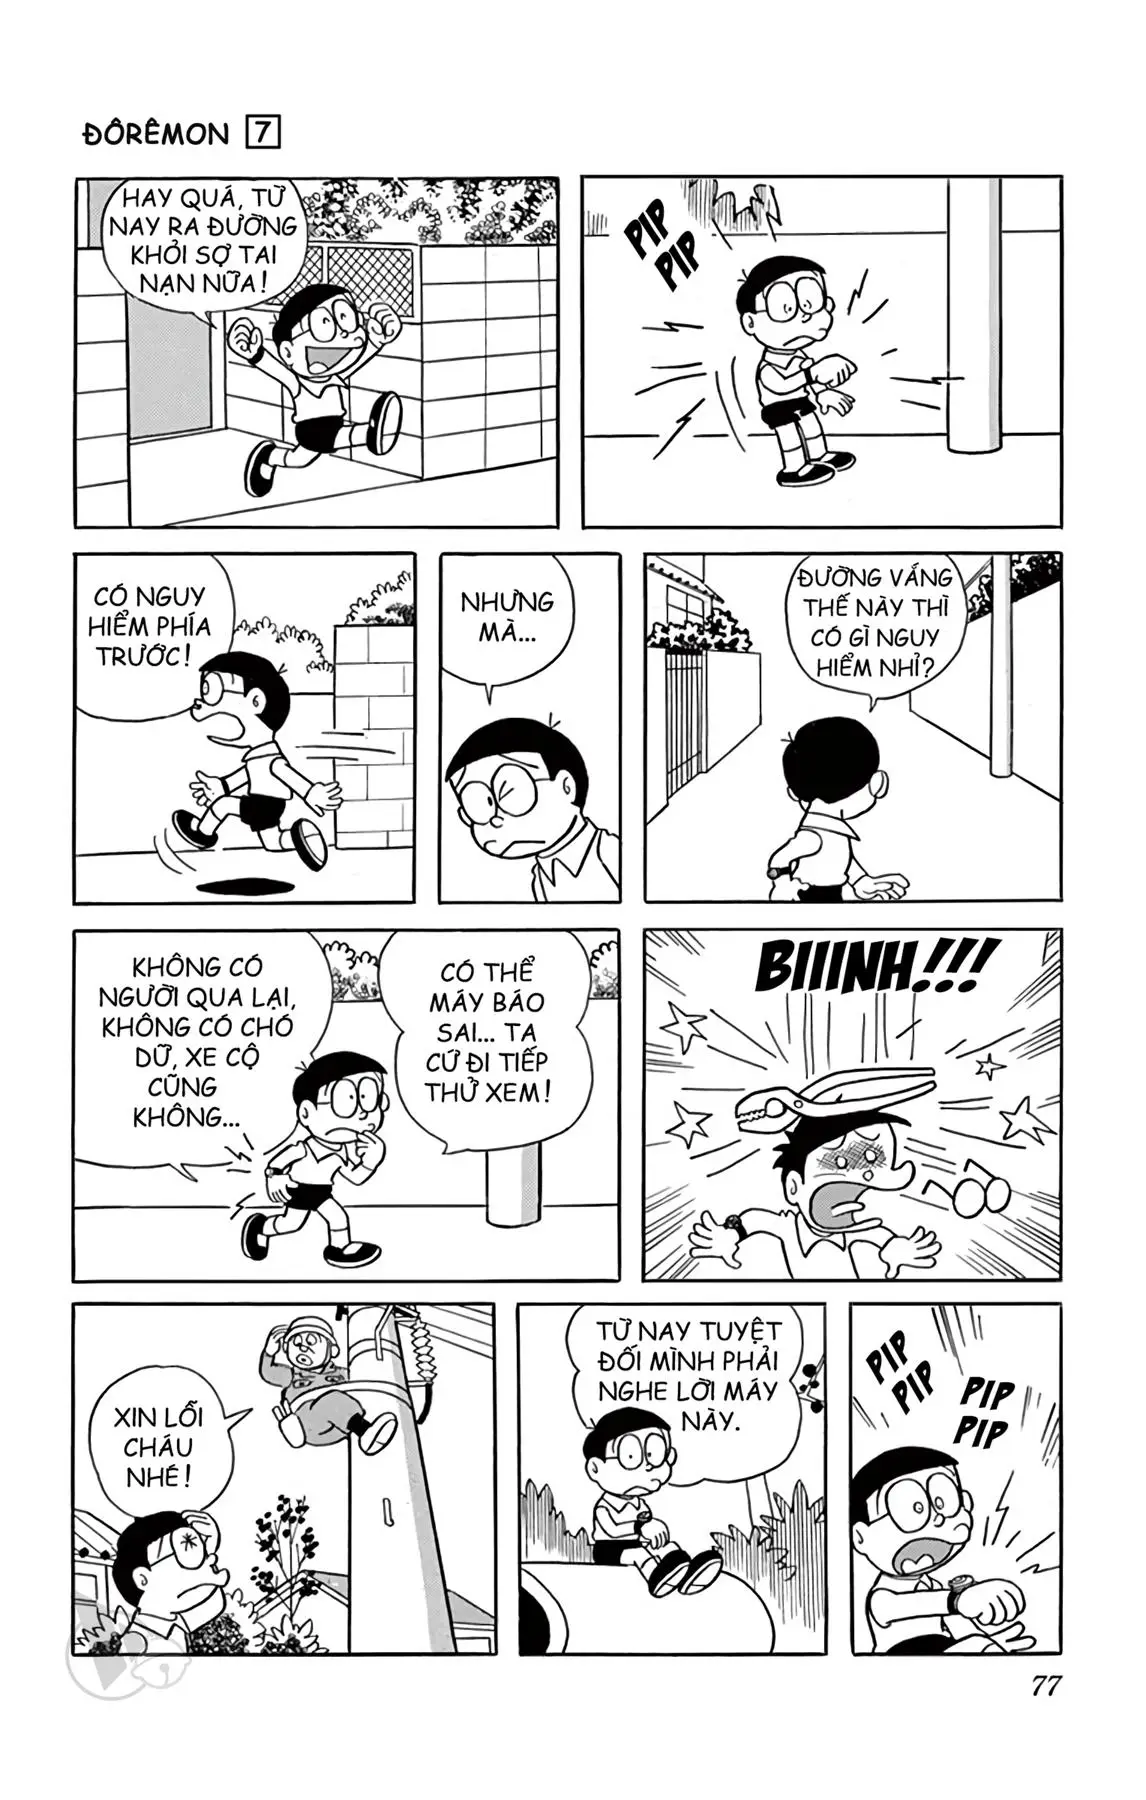 ĐÔRÊMON 7
HAY QUÁ, TỪ
NAY RA ĐƯỜNG
KHỎI SỢ TAI
NẠN NỮA!
PIP
PIP
CÓ NGUY
HIỂM PHÍA
TRƯỚC!
NHƯNG
MÀ...
ĐƯỜNG VẮNG
THẾ NÀY THÌ
CÓ GÌ NGUY
HIỂM NHỈ?
KHÔNG CÓ
NGƯỜI QUA LẠI,
KHÔNG CÓ CHÓ
DỮ, XE CỘ
CŨNG
KHÔNG...
CÓ THỂ
MÁY BÁO
SAI... TA
CỨ ĐI TIẾP
THỬ XEM!
BIIINH!!!
XIN LỖI
CHÁU
NHÉ!
TỪ NAY TUYỆT
ĐỐI MÌNH PHẢI
NGHE LỜI MÁY
NÀY.
PIP
PIP
PIP
PIP
77